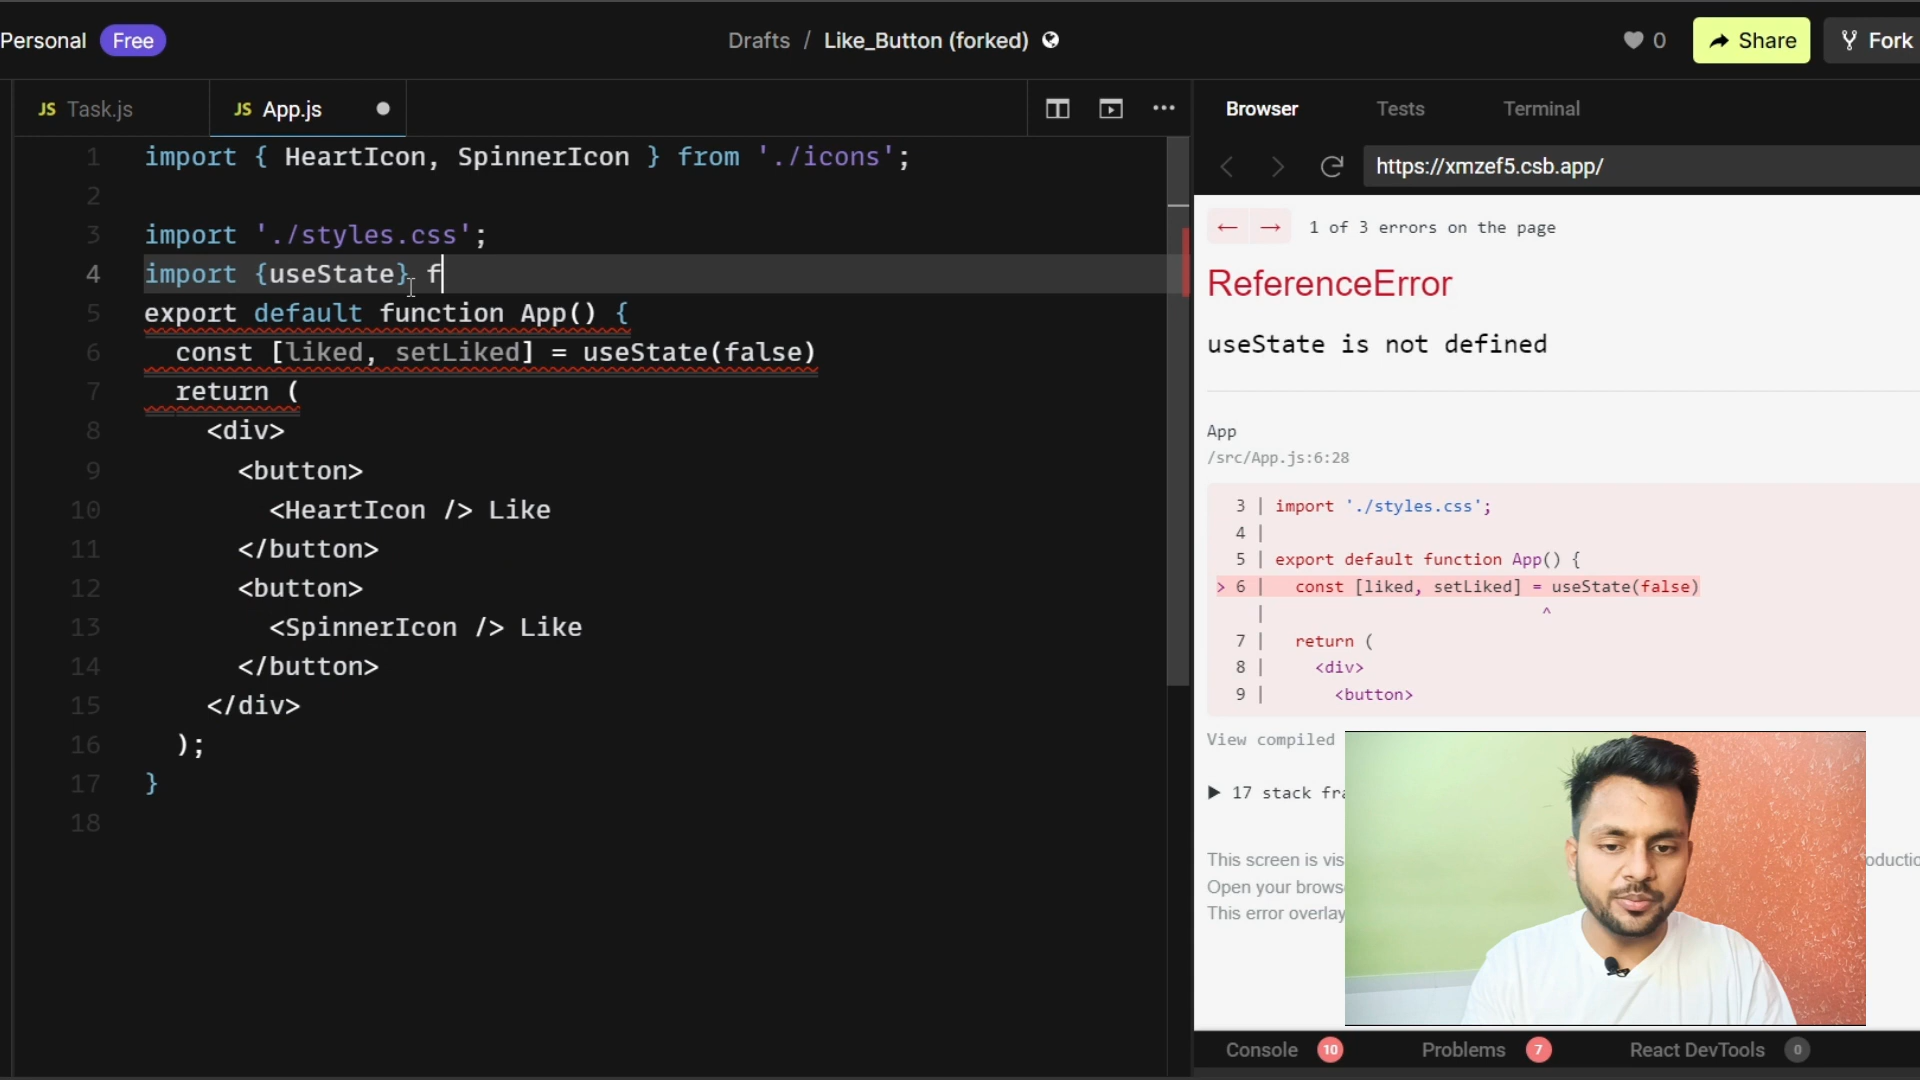 Personal Free
Drafts / Like_Button (forked)
0
Share
Fork
JS Task.js
JS App.js
Browser
Tests
Terminal
https://xmzef5.csb.app/
1 import { HeartIcon, SpinnerIcon } from './icons';
2
3 import './styles.css';
4 import {useState} f
5 export default function App() {
6 const [liked, setLiked] = useState(false)
7 return (
8 <div>
9 <button>
10 <HeartIcon /> Like
11 </button>
12 <button>
13 <SpinnerIcon /> Like
14 </button>
15 </div>
16 );
17 }
18
← → 1 of 3 errors on the page
ReferenceError
useState is not defined
App
/src/App.js:6:28
3 | import './styles.css';
4 |
5 | export default function App() {
> 6 | const [liked, setLiked] = useState(false)
| ^
7 | return (
8 | <div>
9 | <button>
View compiled
▶ 17 stack
This screen is
Open your
This error overlay
Console 10
Problems 7
React DevTools 0